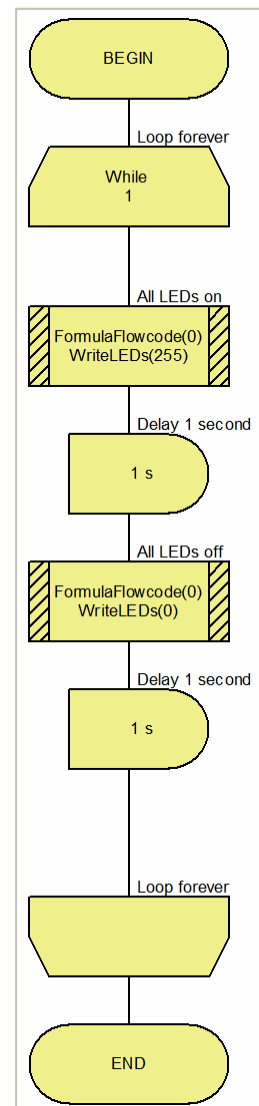 BEGIN
Loop forever
While
1
All LEDs on
FormulaFlowcode(0)
WriteLEDs(255)
Delay 1 second
1 s
All LEDs off
FormulaFlowcode(0)
WriteLEDs(0)
Delay 1 second
1 s
Loop forever
END